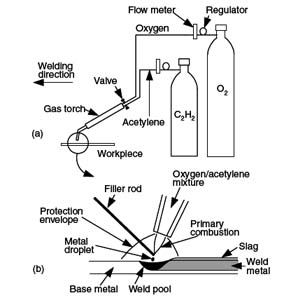 Flow meter
Regulator
Oxygen
Welding
direction
Valve
Gas torch
O2
C2H2
Acetylene
(a)
Workpiece
Oxygen/acetylene
mixture
Filler rod
Protection
envelope
Primary
combustion
Metal
droplet
Slag
Weld
metal
(b)
Base metal
Weld pool